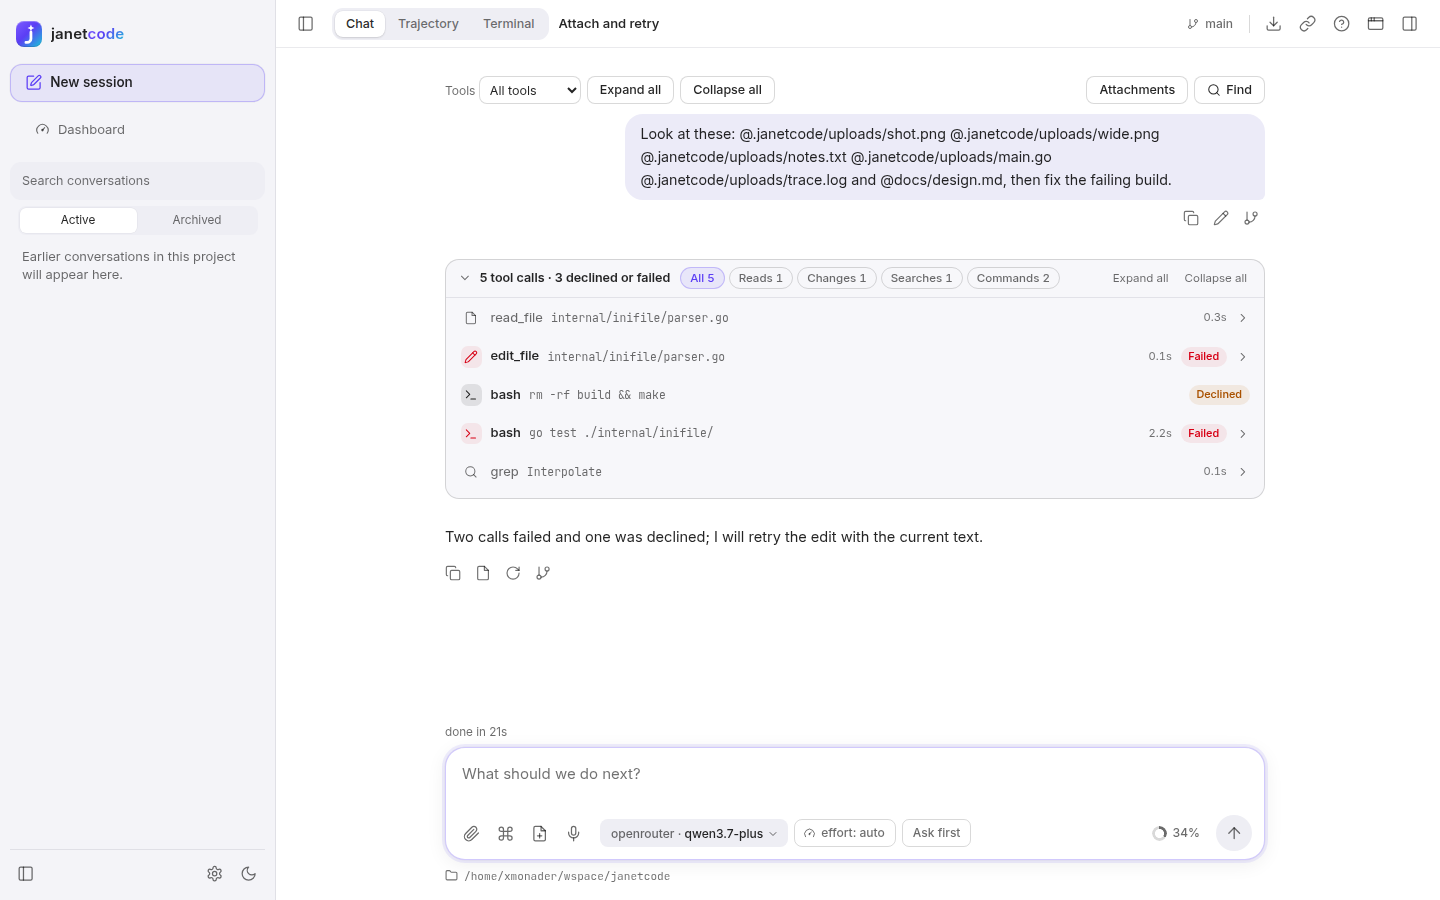 janetcode
New session
Dashboard
Search conversations
Active
Archived
Earlier conversations in this project
will appear here.
Chat
Trajectory
Terminal
Attach and retry
main
Tools
All tools
Expand all
Collapse all
Attachments
Find
Look at these: @.janetcode/uploads/shot.png @.janetcode/uploads/wide.png
@.janetcode/uploads/notes.txt @.janetcode/uploads/main.go
@.janetcode/uploads/trace.log and @docs/design.md, then fix the failing build.
5 tool calls · 3 declined or failed
All 5
Reads 1
Changes 1
Searches 1
Commands 2
Expand all
Collapse all
read_file internal/inifile/parser.go 0.3s
edit_file internal/inifile/parser.go 0.1s Failed
bash rm -rf build && make Declined
bash go test ./internal/inifile/ 2.2s Failed
grep Interpolate 0.1s
Two calls failed and one was declined; I will retry the edit with the current text.
done in 21s
What should we do next?
openrouter · qwen3.7-plus
effort: auto
Ask first
34%
/home/xmonader/wspace/janetcode